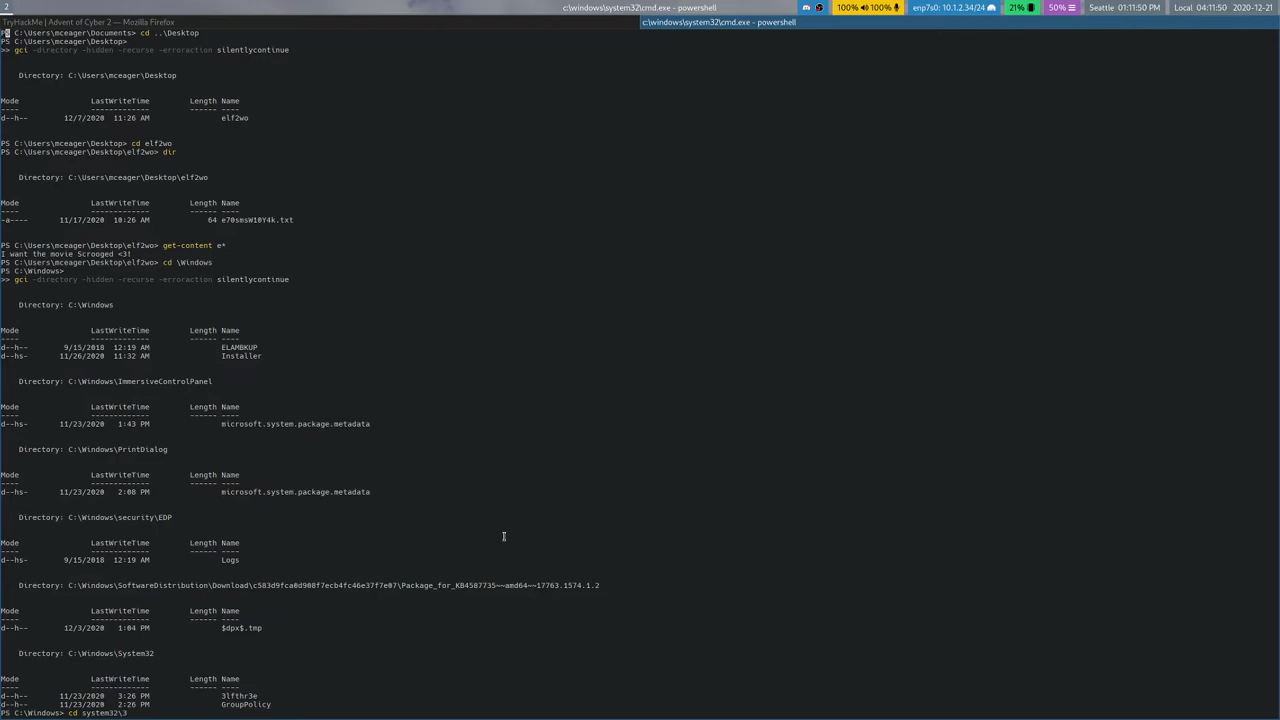 2
c:\windows\system32\cmd.exe - powershell
100% 100% enp7s0: 10.1.2.34/24 21% 50% Seattle 01:11:50 PM Local 04:11:50 2020-12-21
TryHackMe | Advent of Cyber 2 — Mozilla Firefox
c:\windows\system32\cmd.exe - powershell
PS C:\Users\mceager\Documents> cd ..\Desktop
PS C:\Users\mceager\Desktop>
>> gci -directory -hidden -recurse -erroraction silentlycontinue
Directory: C:\Users\mceager\Desktop
Mode LastWriteTime Length Name
---- ------------- ------ ----
d--h-- 12/7/2020 11:26 AM elf2wo
PS C:\Users\mceager\Desktop> cd elf2wo
PS C:\Users\mceager\Desktop\elf2wo> dir
Directory: C:\Users\mceager\Desktop\elf2wo
Mode LastWriteTime Length Name
---- ------------- ------ ----
-a---- 11/17/2020 10:26 AM 64 e70smsW10Y4k.txt
PS C:\Users\mceager\Desktop\elf2wo> get-content e*
I want the movie Scrooged <3!
PS C:\Users\mceager\Desktop\elf2wo> cd \Windows
PS C:\Windows>
>> gci -directory -hidden -recurse -erroraction silentlycontinue
Directory: C:\Windows
Mode LastWriteTime Length Name
---- ------------- ------ ----
d--h-- 9/15/2018 12:19 AM ELAMBKUP
d--hs- 11/26/2020 11:32 AM Installer
Directory: C:\Windows\ImmersiveControlPanel
Mode LastWriteTime Length Name
---- ------------- ------ ----
d--hs- 11/23/2020 1:43 PM microsoft.system.package.metadata
Directory: C:\Windows\PrintDialog
Mode LastWriteTime Length Name
---- ------------- ------ ----
d--hs- 11/23/2020 2:08 PM microsoft.system.package.metadata
Directory: C:\Windows\security\EDP
Mode LastWriteTime Length Name
---- ------------- ------ ----
d--hs- 9/15/2018 12:19 AM Logs
Directory: C:\Windows\SoftwareDistribution\Download\c583d9fca0d908f7ecb4fc46e37f7e07\Package_for_KB4587735~~amd64~~17763.1574.1.2
Mode LastWriteTime Length Name
---- ------------- ------ ----
d--h-- 12/3/2020 1:04 PM $dpx$.tmp
Directory: C:\Windows\System32
Mode LastWriteTime Length Name
---- ------------- ------ ----
d--h-- 11/23/2020 3:26 PM 3lfthr3e
d--h-- 11/23/2020 2:26 PM GroupPolicy
PS C:\Windows> cd system32\3